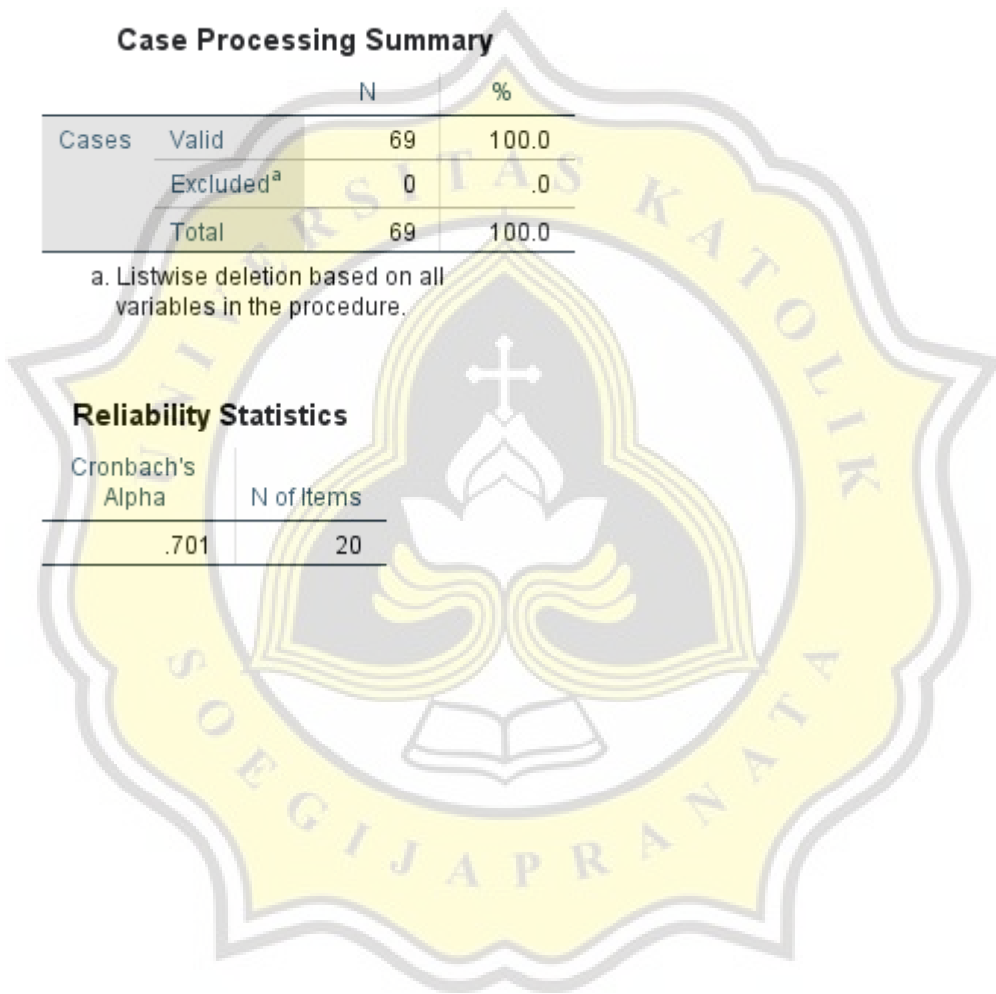 Case Processing Summary
N %
Cases Valid 69 100.0
Excludedᵃ 0 .0
Total 69 100.0
a. Listwise deletion based on all
variables in the procedure.
Reliability Statistics
Cronbach's
Alpha N of Items
.701 20
UNIVERSITAS KATOLIK
SOEGIJAPRANATA